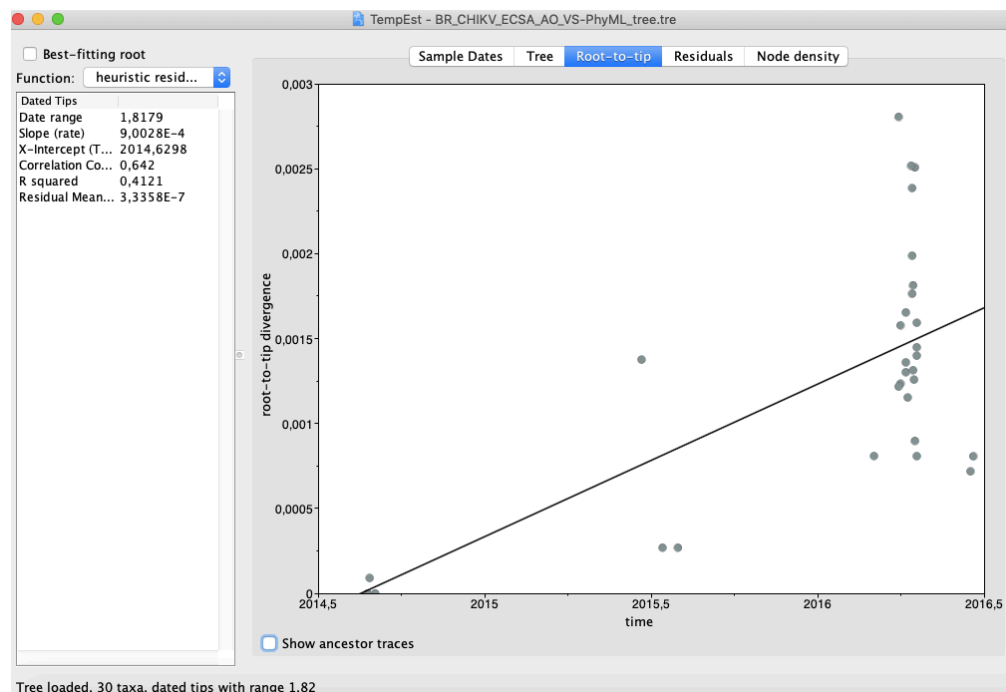 TempEst - BR_CHIKV_ECSA_AO_VS-PhyML_tree.tre
Best-fitting root
Function: heuristic resid...
Sample Dates Tree Root-to-tip Residuals Node density
Dated Tips
Date range 1,8179
Slope (rate) 9,0028E-4
X-Intercept (T... 2014,6298
Correlation Co... 0,642
R squared 0,4121
Residual Mean... 3,3358E-7
0,003
0,0025
0,002
0,0015
0,001
0,0005
0
root-to-tip divergence
2014,5 2015 2015,5 2016 2016,5
time
Show ancestor traces
Tree loaded, 30 taxa, dated tips with range 1.82